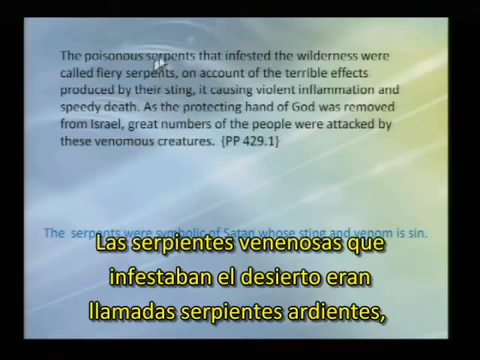 The poisonous serpents that infested the wilderness were
called fiery serpents, on account of the terrible effects
produced by their sting, it causing violent inflammation and
speedy death. As the protecting hand of God was removed
from Israel, great numbers of the people were attacked by
these venomous creatures. {PP 429.1}
The serpents were symbolic of Satan whose sting and venom is sin.
Las serpientes venenosas que
infestaban el desierto eran
llamadas serpientes ardientes,